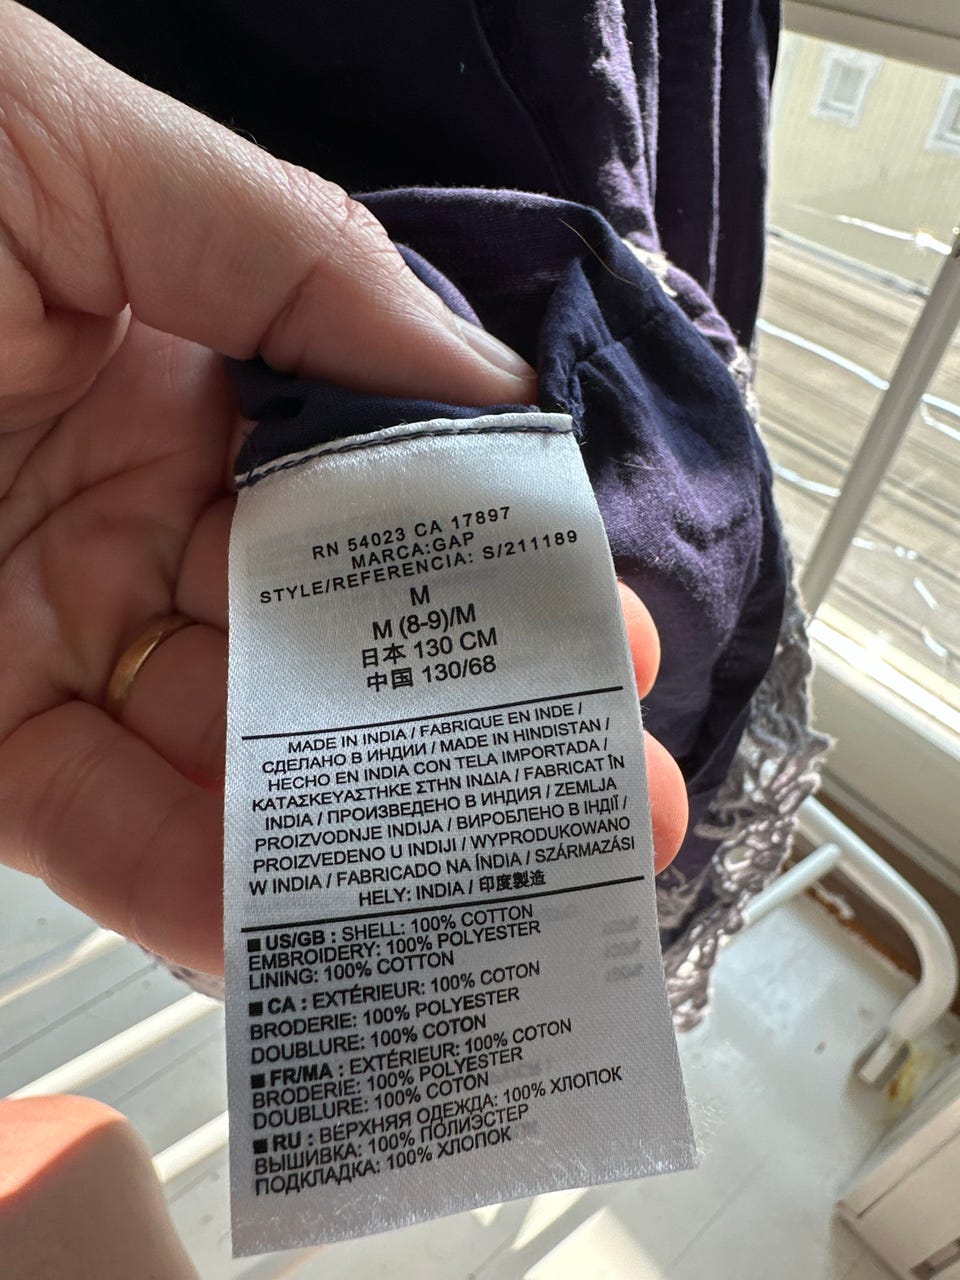 RN 54023 CA 17897
MARCA:GAP
STYLE/REFERENCIA: S/211189
M
M (8-9)/M
日本 130 CM
中国 130/68
MADE IN INDIA / FABRIQUE EN INDE /
СДЕЛАНО В ИНДИИ / MADE IN HINDISTAN /
HECHO EN INDIA CON TELA IMPORTADA /
ΚΑΤΑΣΚΕΥΑΣΤΗΚΕ ΣΤΗΝ ΙΝΔΙΑ / FABRICAT ÎN
INDIA / ПРОИЗВЕДЕНО В ИНДИЯ / ZEMLJA
PROIZVODNJE INDIJA / ВИРОБЛЕНО В ІНДІЇ /
PROIZVEDENO U INDIJI / WYPRODUKOWANO
W INDIA / FABRICADO NA ÍNDIA / SZÁRMAZÁSI
HELY: INDIA / 印度製造
■ US/GB : SHELL: 100% COTTON
EMBROIDERY: 100% POLYESTER
LINING: 100% COTTON
■ CA : EXTÉRIEUR: 100% COTON
BRODERIE: 100% POLYESTER
DOUBLURE: 100% COTON
■ FR/MA : EXTÉRIEUR: 100% COTON
BRODERIE: 100% POLYESTER
DOUBLURE: 100% COTON
■ RU : ВЕРХНЯЯ ОДЕЖДА: 100% ХЛОПОК
ВЫШИВКА: 100% ПОЛИЭСТЕР
ПОДКЛАДКА: 100% ХЛОПОК